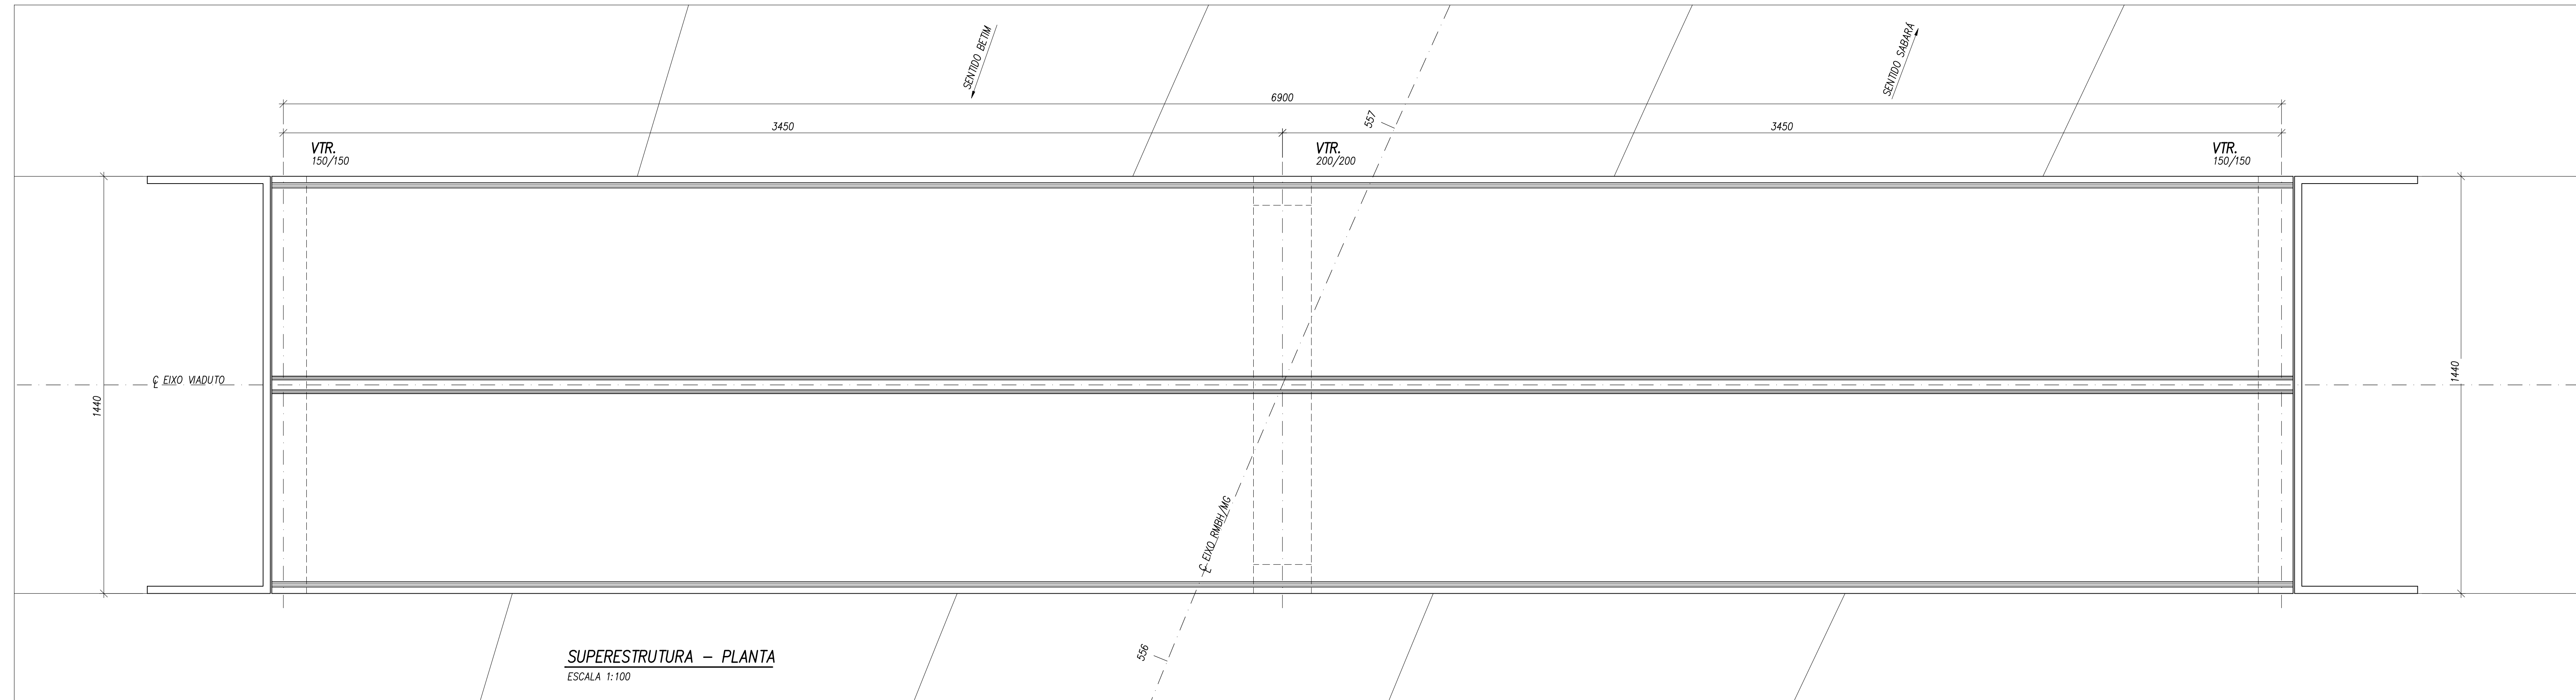 SENTIDO BETIM
SENTIDO SABARÁ
6900
3450
557
3450
VTR.
150/150
VTR.
200/200
VTR.
150/150
℄ EIXO VIADUTO
1440
1440
℄ EIXO RMBH/MG
556
SUPERESTRUTURA – PLANTA
ESCALA 1:100